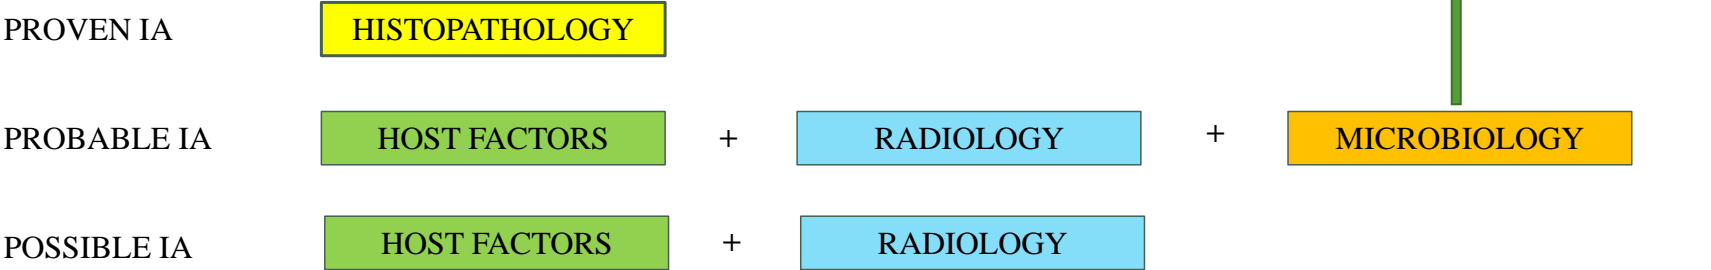 PROVEN IA HISTOPATHOLOGY
PROBABLE IA HOST FACTORS + RADIOLOGY + MICROBIOLOGY
POSSIBLE IA HOST FACTORS + RADIOLOGY